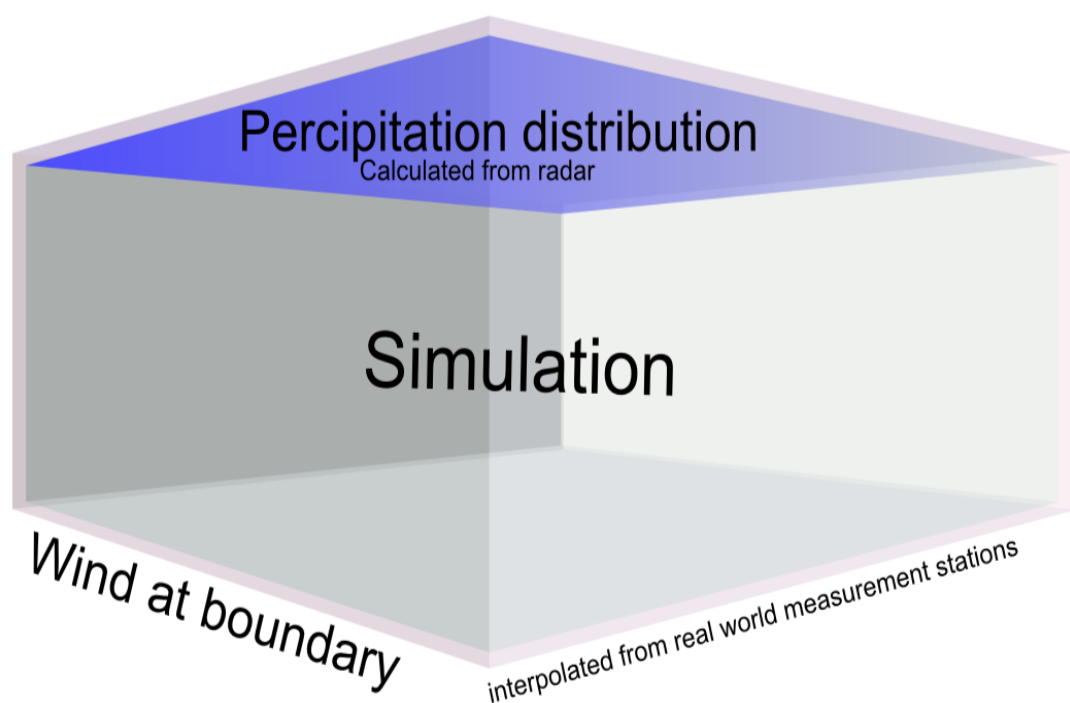 Percipitation distribution
Calculated from radar
Simulation
Wind at boundary
interpolated from real world measurement stations